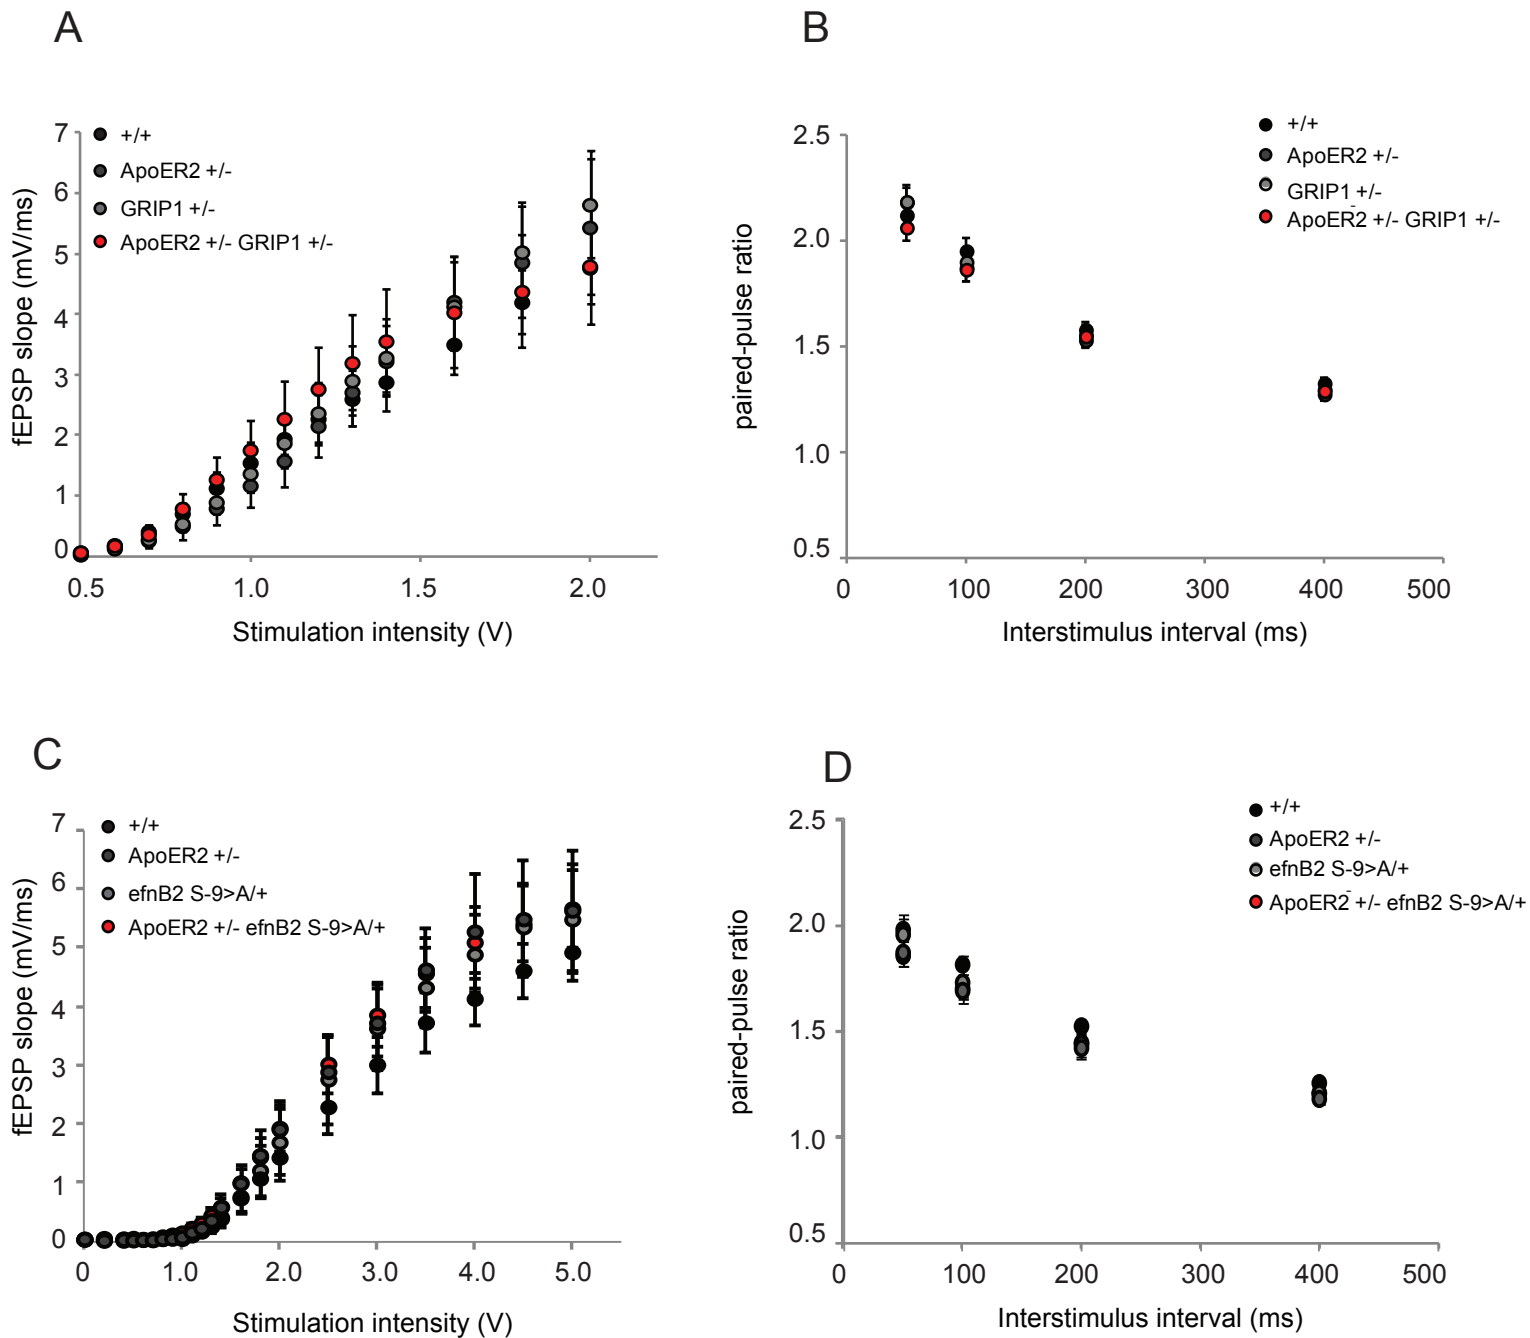 A
7
6
5
4
3
2
1
0
fEPSP slope (mV/ms)
+/+
ApoER2 +/-
GRIP1 +/-
ApoER2 +/- GRIP1 +/-
0.5 1.0 1.5 2.0
Stimulation intensity (V)
B
2.5
2.0
1.5
1.0
0.5
paired-pulse ratio
+/+
ApoER2 +/-
GRIP1 +/-
ApoER2 +/- GRIP1 +/-
0 100 200 300 400 500
Interstimulus interval (ms)
C
7
6
5
4
3
2
1
0
fEPSP slope (mV/ms)
+/+
ApoER2 +/-
efnB2 S-9>A/+
ApoER2 +/- efnB2 S-9>A/+
0 1.0 2.0 3.0 4.0 5.0
Stimulation intensity (V)
D
2.5
2.0
1.5
1.0
0.5
paired-pulse ratio
+/+
ApoER2 +/-
efnB2 S-9>A/+
ApoER2 +/- efnB2 S-9>A/+
0 100 200 300 400 500
Interstimulus interval (ms)